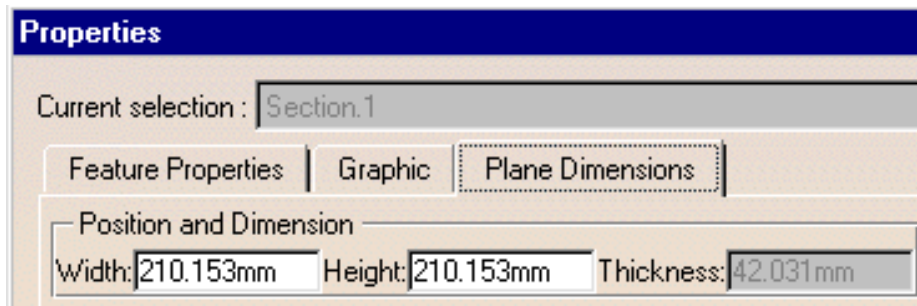 Properties
Current selection : Section.1
Feature Properties Graphic Plane Dimensions
Position and Dimension
Width: 210.153mm Height: 210.153mm Thickness: 42.031mm